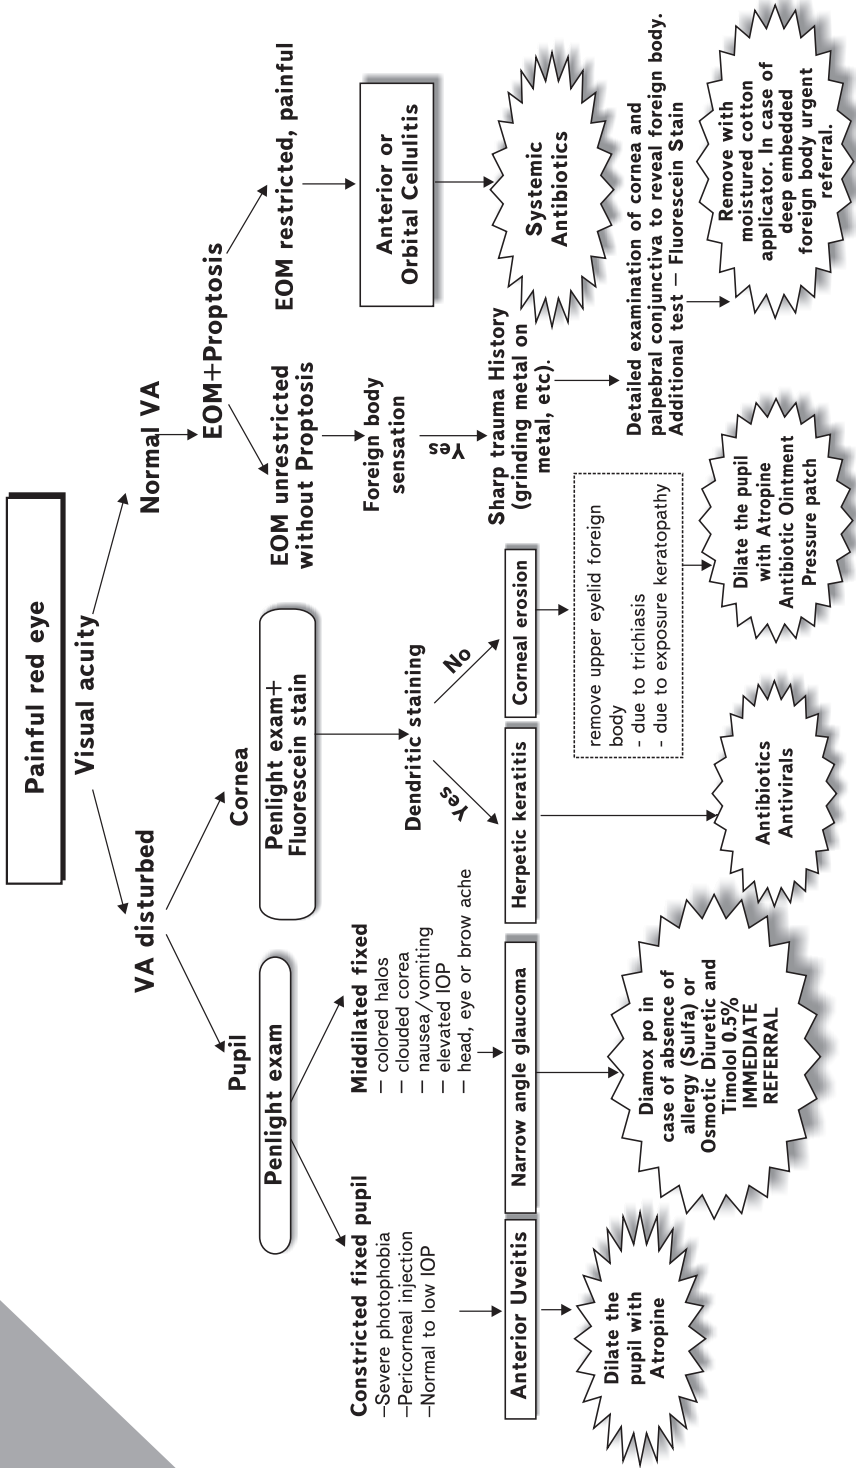 Painful red eye
Visual acuity
VA disturbed
Normal VA
Pupil
Cornea
EOM+Proptosis
Penlight exam
Penlight exam+
Fluorescein stain
EOM unrestricted
without Proptosis
EOM restricted, painful
Constricted fixed pupil
–Severe photophobia
–Pericorneal injection
–Normal to low IOP
Middilated fixed
– colored halos
– clouded corea
– nausea/vomiting
– elevated IOP
– head, eye or brow ache
Dendritic staining
Yes
No
Foreign body
sensation
Yes
Anterior or
Orbital Cellulitis
Anterior Uveitis
Narrow angle glaucoma
Herpetic keratitis
Corneal erosion
Sharp trauma History
(grinding metal on
metal, etc).
Systemic
Antibiotics
remove upper eyelid foreign
body
- due to trichiasis
- due to exposure keratopathy
Detailed examination of cornea and
palpebral conjunctiva to reveal foreign body.
Additional test – Fluorescein Stain
Dilate the
pupil with
Atropine
Diamox po in
case of absence of
allergy (Sulfa) or
Osmotic Diuretic and
Timolol 0.5%
IMMEDIATE
REFERRAL
Antibiotics
Antivirals
Dilate the pupil
with Atropine
Antibiotic Ointment
Pressure patch
Remove with
moistured cotton
applicator. In case of
deep embedded
foreign body urgent
referral.